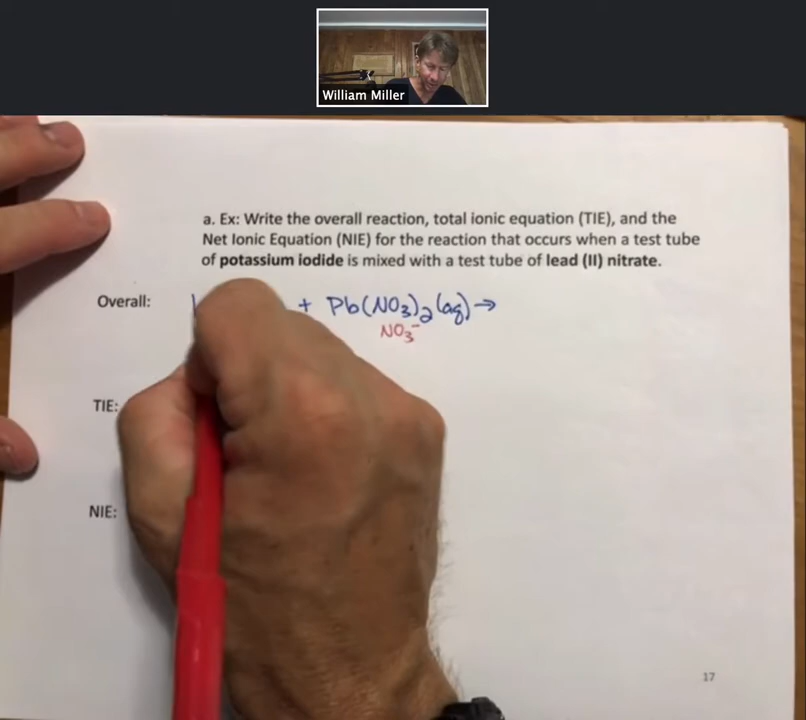 William Miller
a. Ex: Write the overall reaction, total ionic equation (TIE), and the
Net Ionic Equation (NIE) for the reaction that occurs when a test tube
of potassium iodide is mixed with a test tube of lead (II) nitrate.
Overall: + Pb(NO₃)₂(aq) →
NO₃⁻
TIE:
NIE:
17